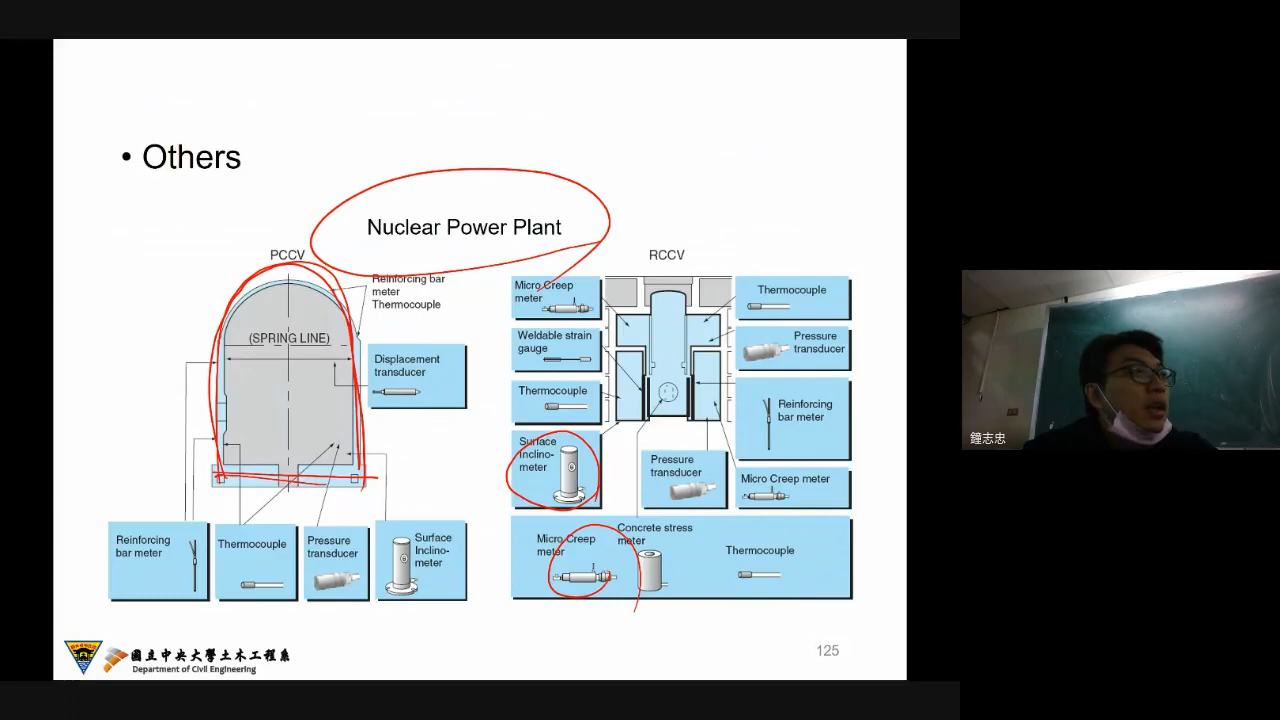 • Others
Nuclear Power Plant
PCCV
RCCV
Reinforcing bar
meter
Thermocouple
(SPRING LINE)
Displacement
transducer
Reinforcing
bar meter
Thermocouple
Pressure
transducer
Surface
Inclino-
meter
Micro Creep
meter
Weldable strain
gauge
Thermocouple
Surface
Inclino-
meter
Thermocouple
Pressure
transducer
Reinforcing
bar meter
Pressure
transducer
Micro Creep meter
Micro Creep
meter
Concrete stress
meter
Thermocouple
國立中央大學土木工程系
Department of Civil Engineering
125
鐘志忠